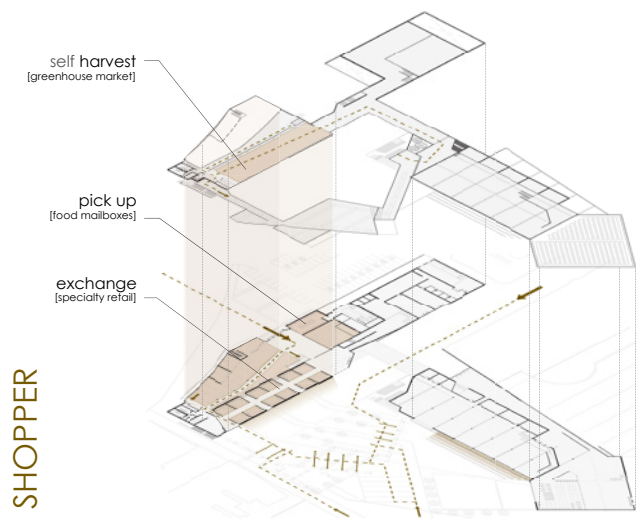 self harvest
[greenhouse market]
pick up
[food mailboxes]
exchange
[specialty retail]
SHOPPER